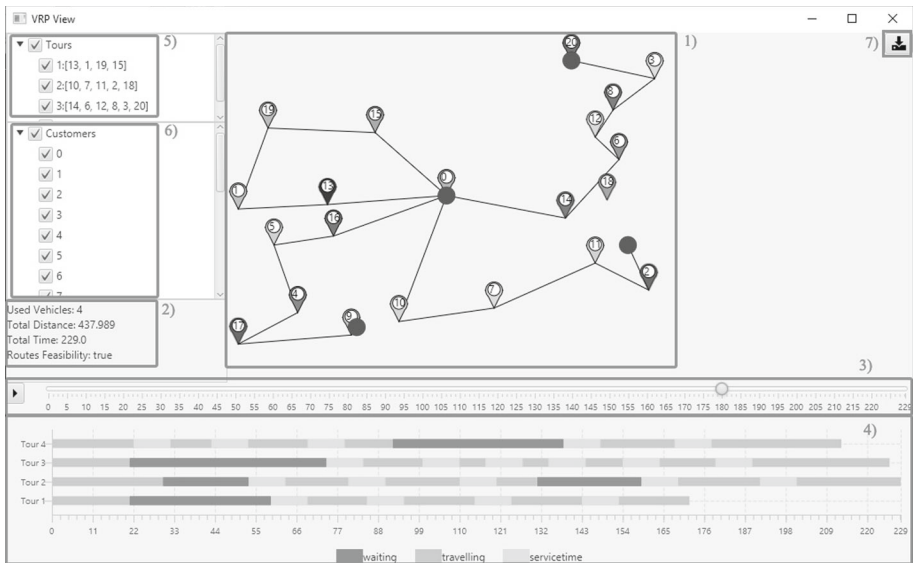 VRP View
Tours 5)
1:[13, 1, 19, 15]
2:[10, 7, 11, 2, 18]
3:[14, 6, 12, 8, 3, 20]
Customers 6)
0
1
2
3
4
5
6
Used Vehicles: 4 2)
Total Distance: 437.989
Total Time: 229.0
Routes Feasibility: true
1)
7)
20
3
8
19
15
12
6
0
1
13
18
14
16
5
11
2
4
7
10
9
17
3)
0 5 10 15 20 25 30 35 40 45 50 55 60 65 70 75 80 85 90 95 100 105 110 115 120 125 130 135 140 145 150 155 160 165 170 175 180 185 190 195 200 205 210 215 220 229
4)
Tour 4
Tour 3
Tour 2
Tour 1
0 11 22 33 44 55 66 77 88 99 110 121 132 143 154 165 176 187 198 209 220 229
waiting travelling servicetime